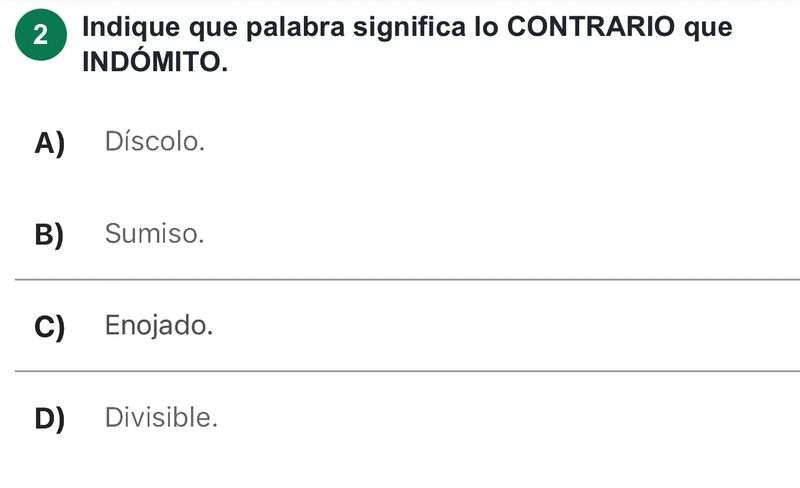 2 Indique que palabra significa lo CONTRARIO que
INDÓMITO.
A) Díscolo.
B) Sumiso.
C) Enojado.
D) Divisible.